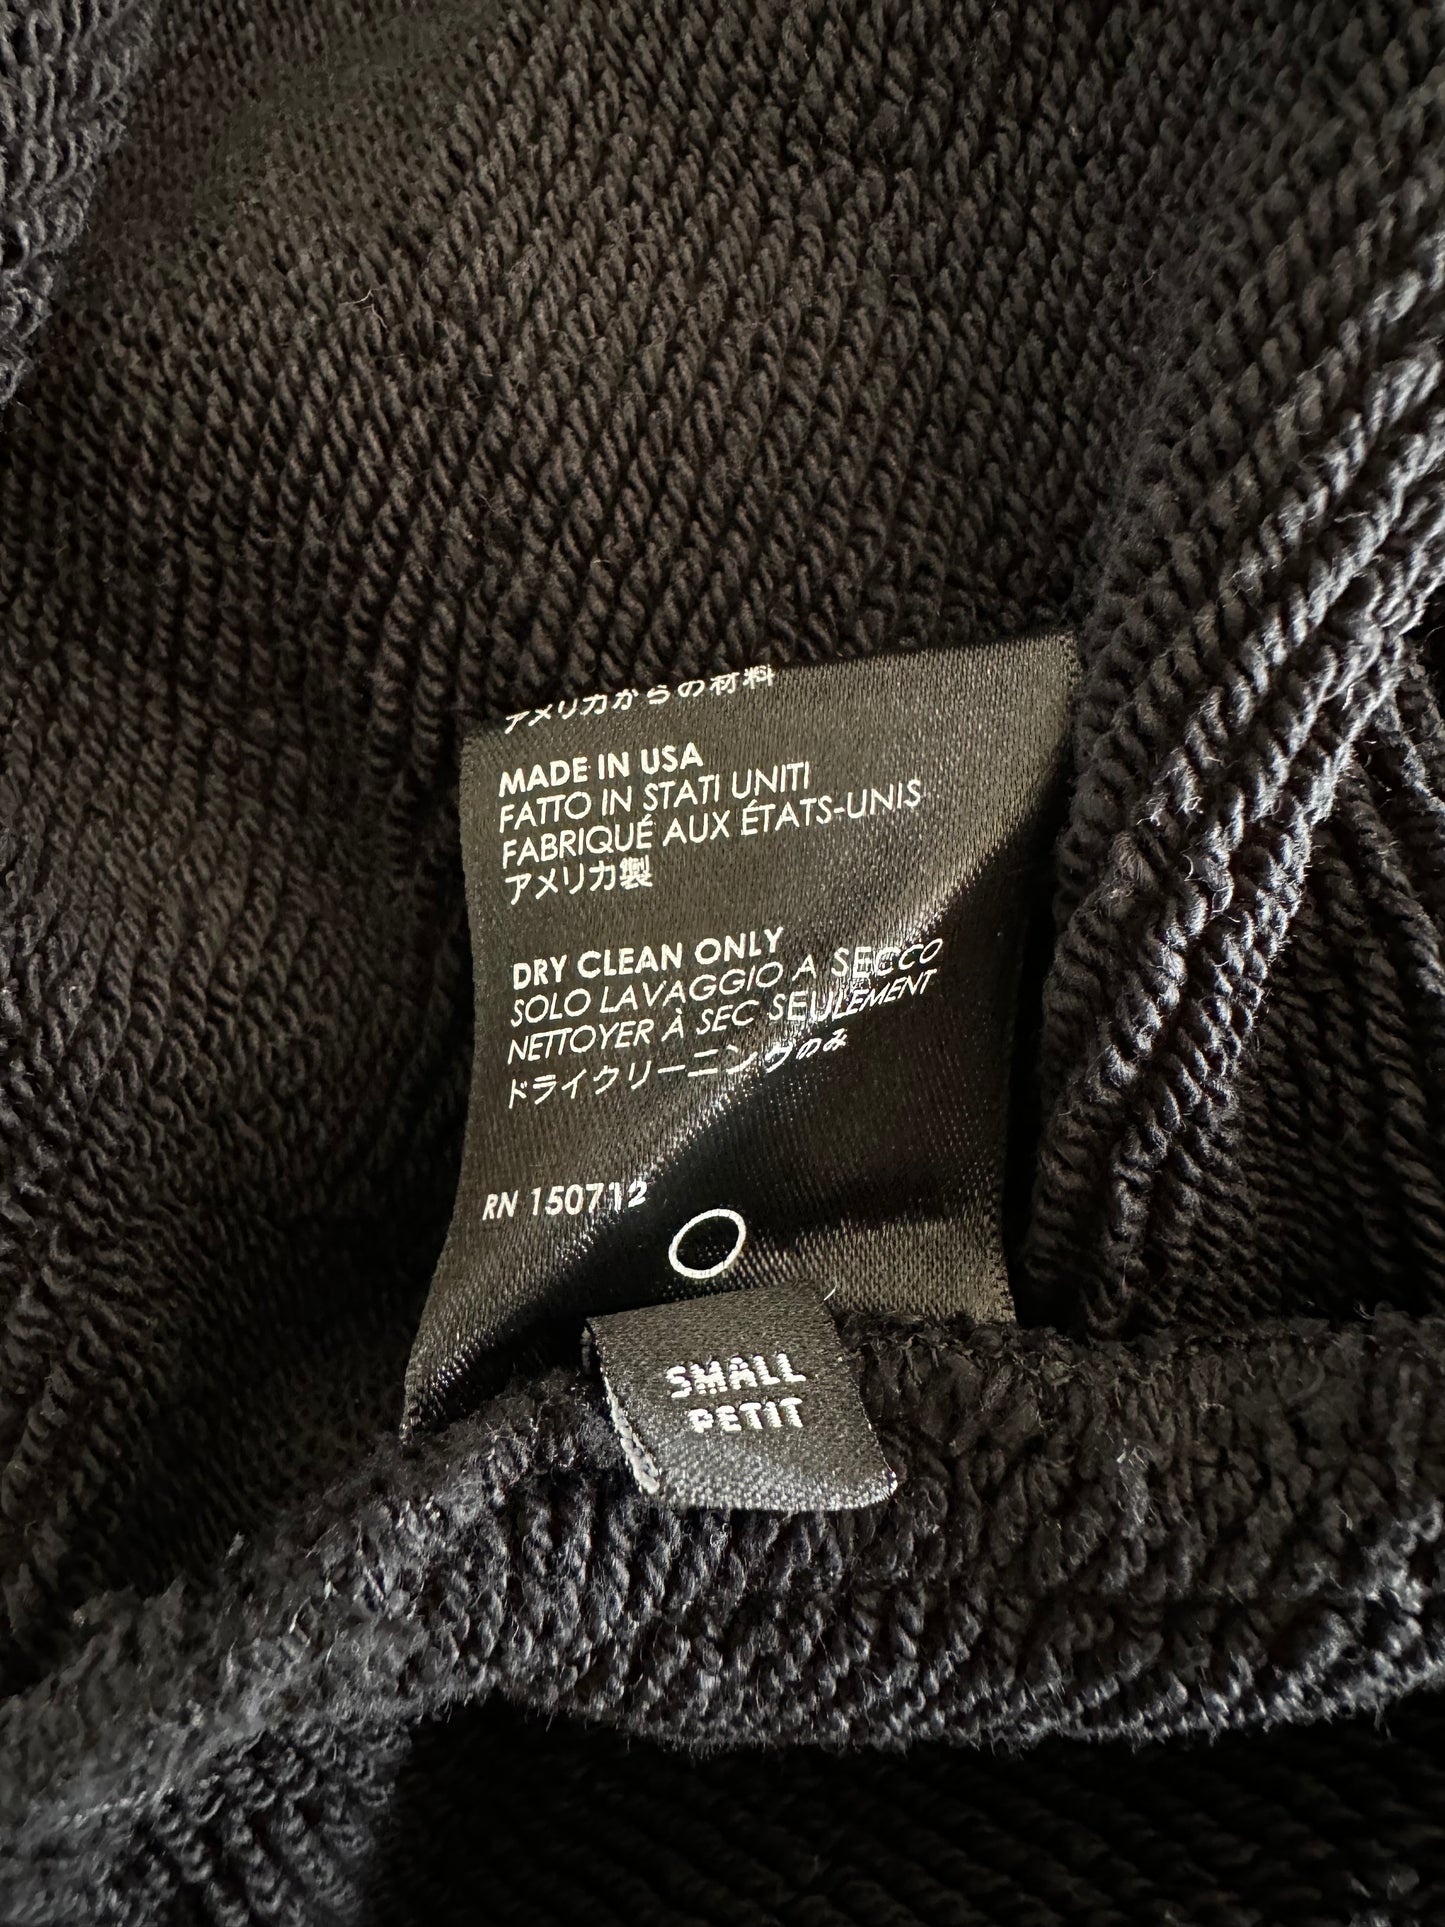 アメリカからの材料
MADE IN USA
FATTO IN STATI UNITI
FABRIQUÉ AUX ÉTATS-UNIS
アメリカ製
DRY CLEAN ONLY
SOLO LAVAGGIO A SECCO
NETTOYER À SEC SEULEMENT
ドライクリーニングのみ
RN 150712
SMALL
PETIT